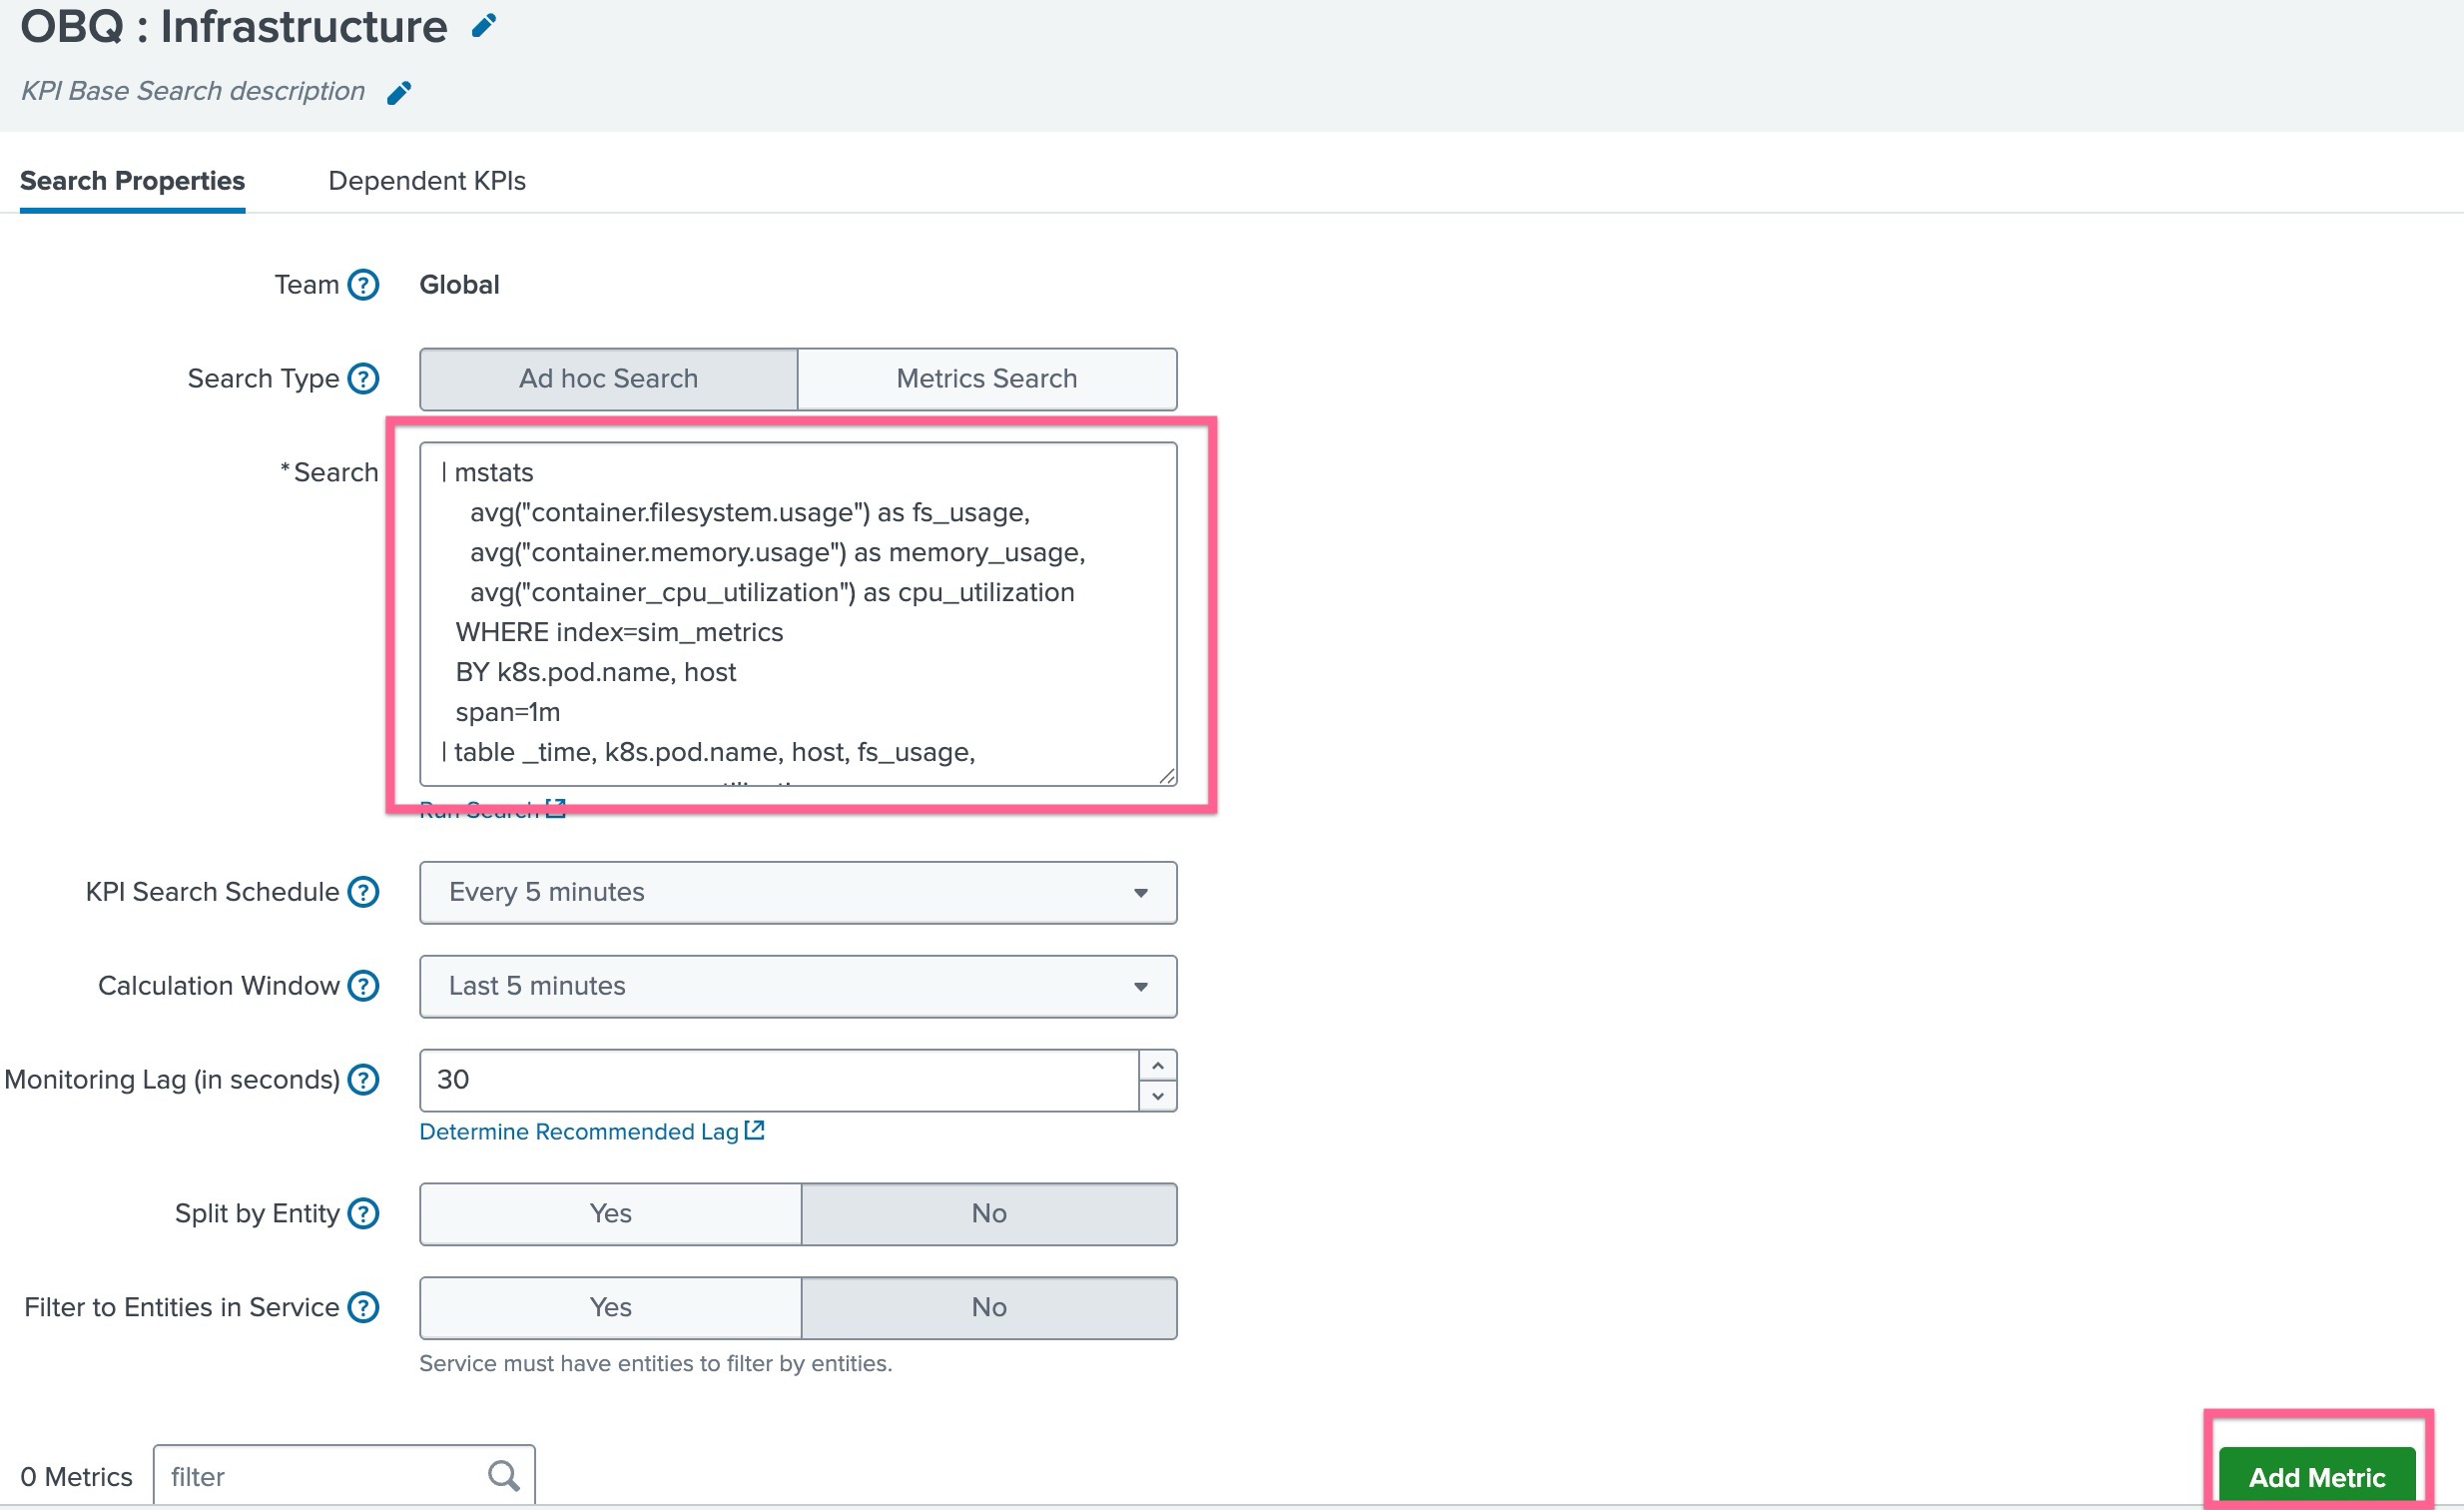 OBQ : Infrastructure
KPI Base Search description
Search Properties
Dependent KPIs
Team ?
Global
Search Type ?
Ad hoc Search
Metrics Search
*Search
| mstats
avg("container.filesystem.usage") as fs_usage,
avg("container.memory.usage") as memory_usage,
avg("container_cpu_utilization") as cpu_utilization
WHERE index=sim_metrics
BY k8s.pod.name, host
span=1m
| table _time, k8s.pod.name, host, fs_usage,
Run Search
KPI Search Schedule ?
Every 5 minutes
Calculation Window ?
Last 5 minutes
Monitoring Lag (in seconds) ?
30
Determine Recommended Lag
Split by Entity ?
Yes
No
Filter to Entities in Service ?
Yes
No
Service must have entities to filter by entities.
0 Metrics
filter
Add Metric